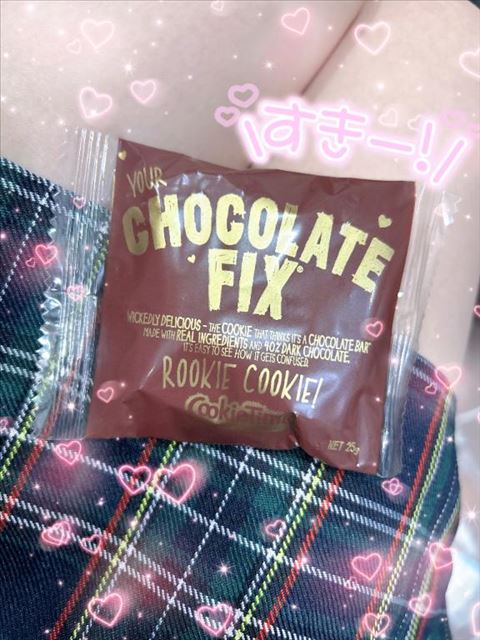 \すきー!/
YOUR
CHOCOLATE
FIX®
WICKEDLY DELICIOUS - THE COOKIE THAT THINKS IT'S A CHOCOLATE BAR
MADE WITH REAL INGREDIENTS AND 40% DARK CHOCOLATE.
IT'S EASY TO SEE HOW IT GETS CONFUSED
ROOKIE COOKIE!
CookieTime
NET 25g